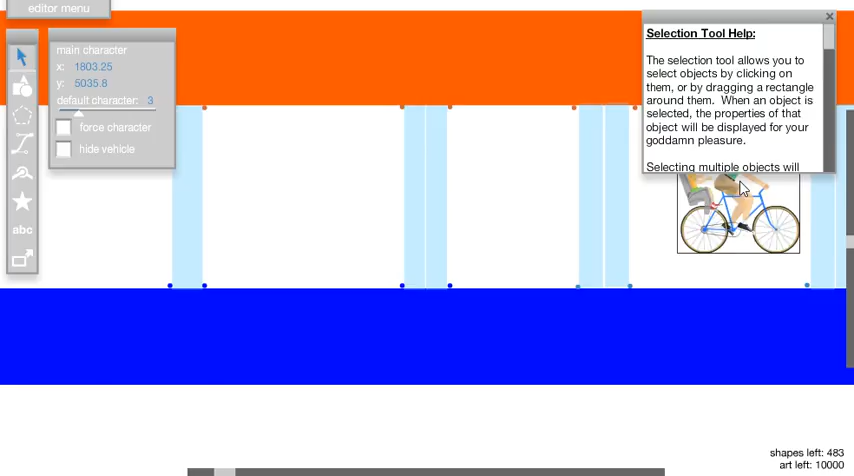 editor menu
main character
x: 1803.25
y: 5035.8
default character: 3
force character
hide vehicle
abc
Selection Tool Help:
The selection tool allows you to
select objects by clicking on
them, or by dragging a rectangle
around them. When an object is
selected, the properties of that
object will be displayed for your
goddamn pleasure.
Selecting multiple objects will
shapes left: 483
art left: 10000